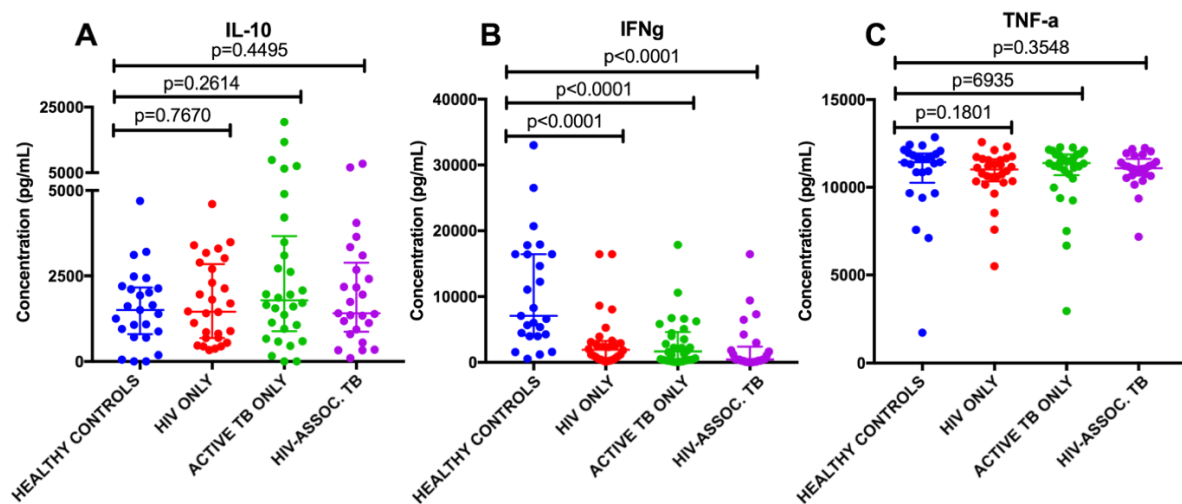 A
IL-10
p=0.4495
p=0.2614
p=0.7670
Concentration (pg/mL)
25000
5000
5000
2500
0
HEALTHY CONTROLS
HIV ONLY
ACTIVE TB ONLY
HIV-ASSOC. TB
B
IFNg
p<0.0001
p<0.0001
p<0.0001
Concentration (pg/mL)
40000
30000
20000
10000
0
HEALTHY CONTROLS
HIV ONLY
ACTIVE TB ONLY
HIV-ASSOC. TB
C
TNF-a
p=0.3548
p=6935
p=0.1801
Concentration (pg/mL)
15000
10000
5000
0
HEALTHY CONTROLS
HIV ONLY
ACTIVE TB ONLY
HIV-ASSOC. TB